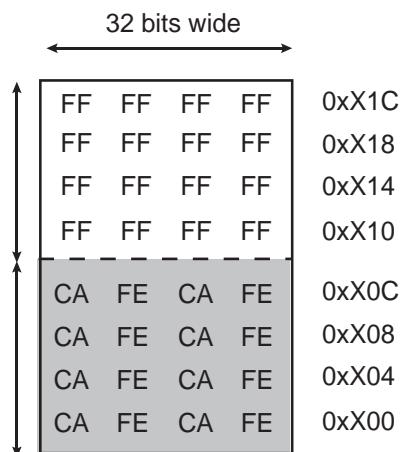 32 bits wide
FF FF FF FF 0xX1C
FF FF FF FF 0xX18
FF FF FF FF 0xX14
FF FF FF FF 0xX10
CA FE CA FE 0xX0C
CA FE CA FE 0xX08
CA FE CA FE 0xX04
CA FE CA FE 0xX00